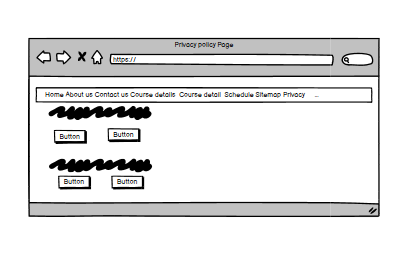 Privacy policy Page
https://
Home About us Contact us Course details Course detail Schedule Sitemap Privacy ...
Button Button
Button Button